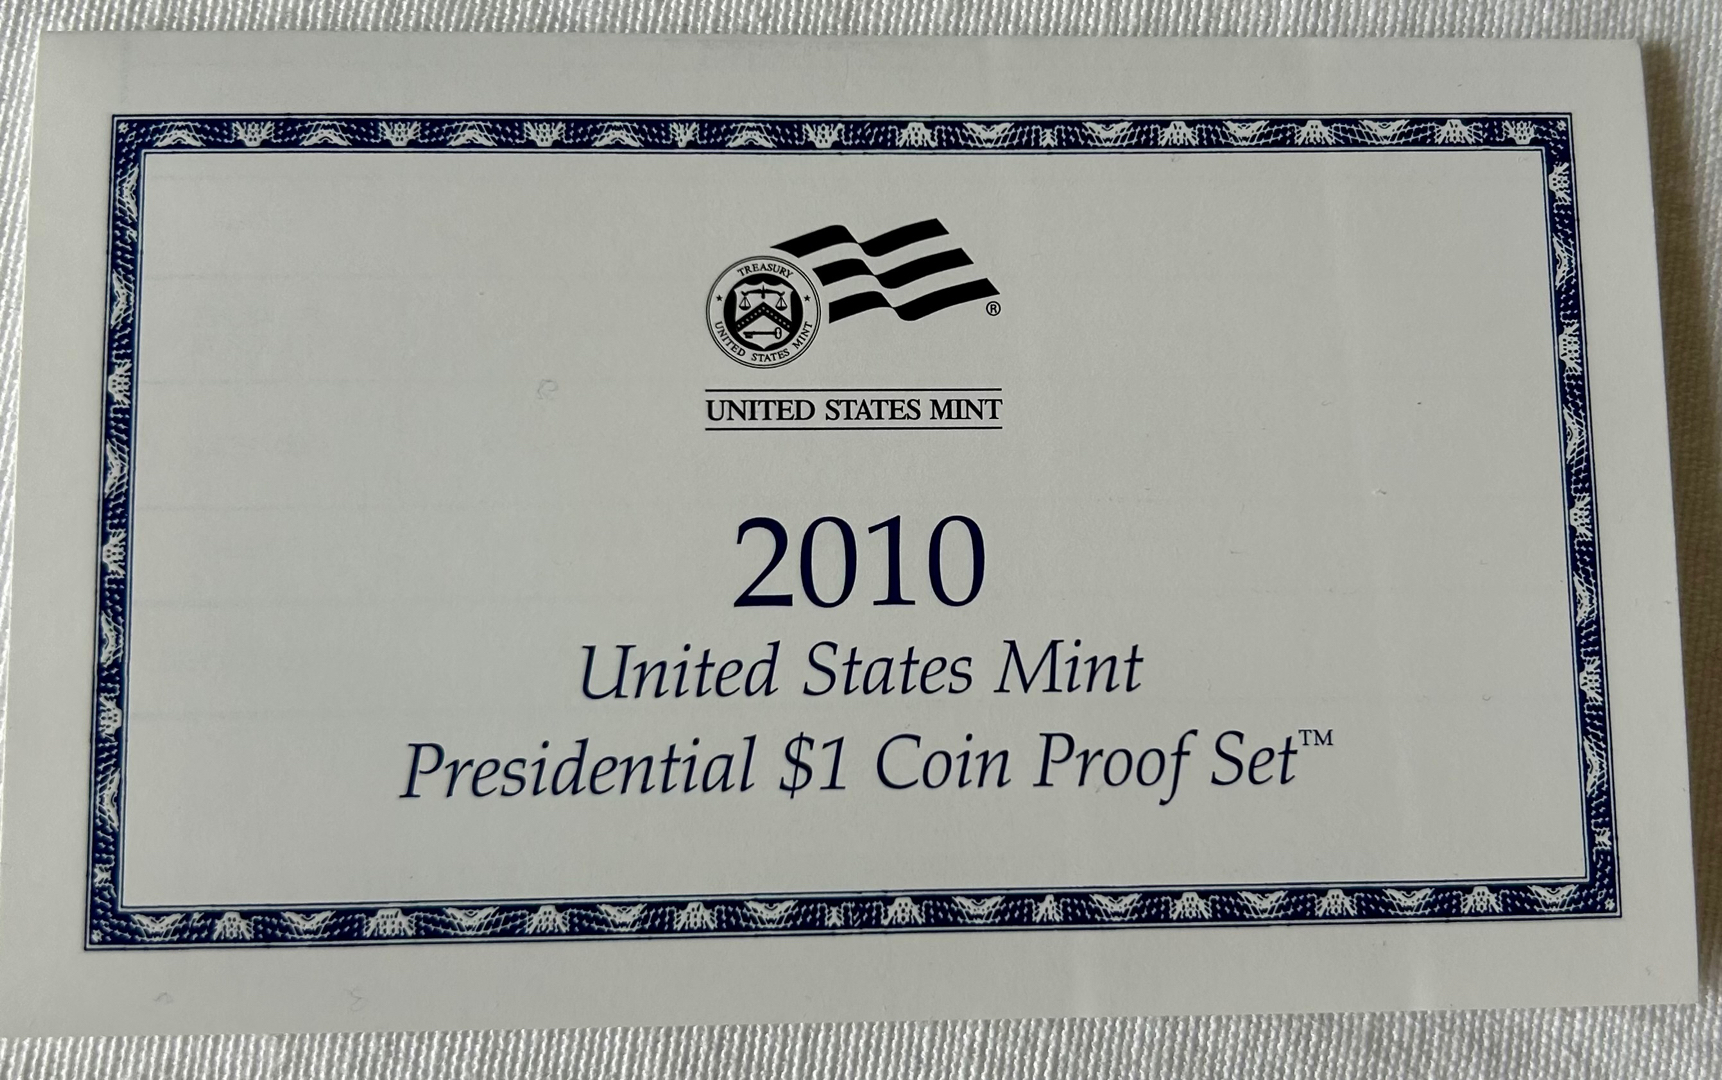 TREASURY
UNITED STATES MINT
®
UNITED STATES MINT
2010
United States Mint
Presidential $1 Coin Proof Set™